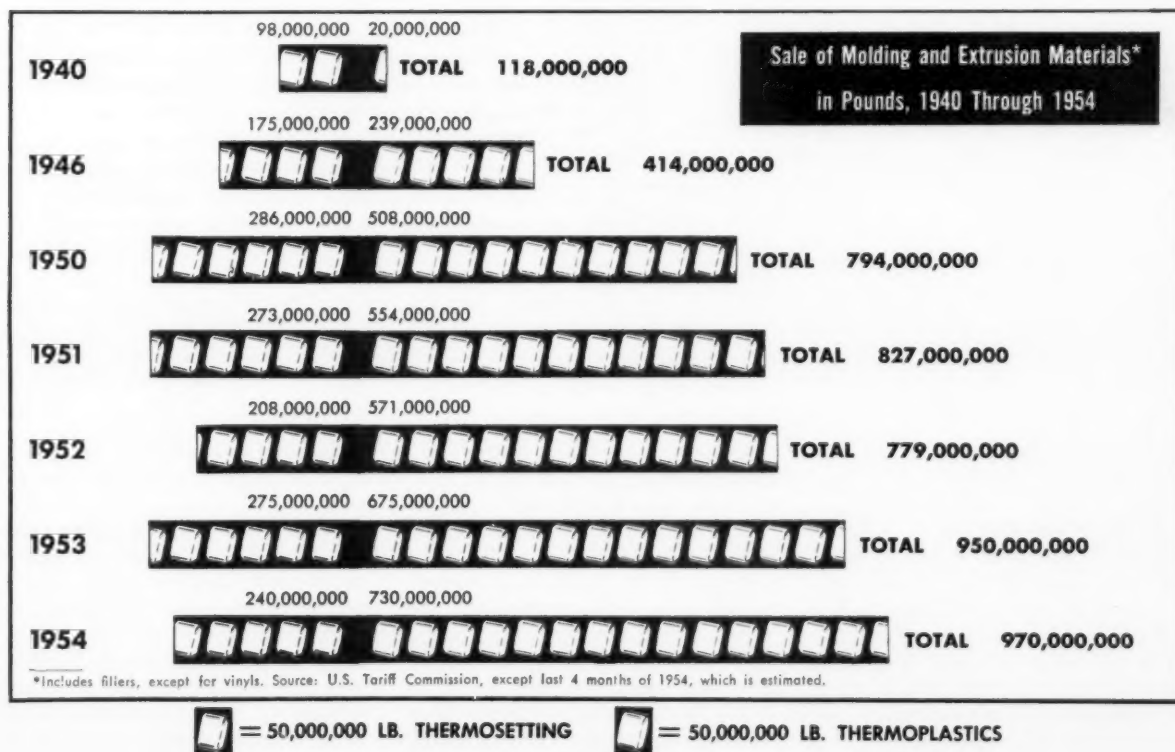 Sale of Molding and Extrusion Materials*
in Pounds, 1940 Through 1954
98,000,000 20,000,000
1940 TOTAL 118,000,000
175,000,000 239,000,000
1946 TOTAL 414,000,000
286,000,000 508,000,000
1950 TOTAL 794,000,000
273,000,000 554,000,000
1951 TOTAL 827,000,000
208,000,000 571,000,000
1952 TOTAL 779,000,000
275,000,000 675,000,000
1953 TOTAL 950,000,000
240,000,000 730,000,000
1954 TOTAL 970,000,000
*Includes fillers, except for vinyls. Source: U.S. Tariff Commission, except last 4 months of 1954, which is estimated.
= 50,000,000 LB. THERMOSETTING = 50,000,000 LB. THERMOPLASTICS